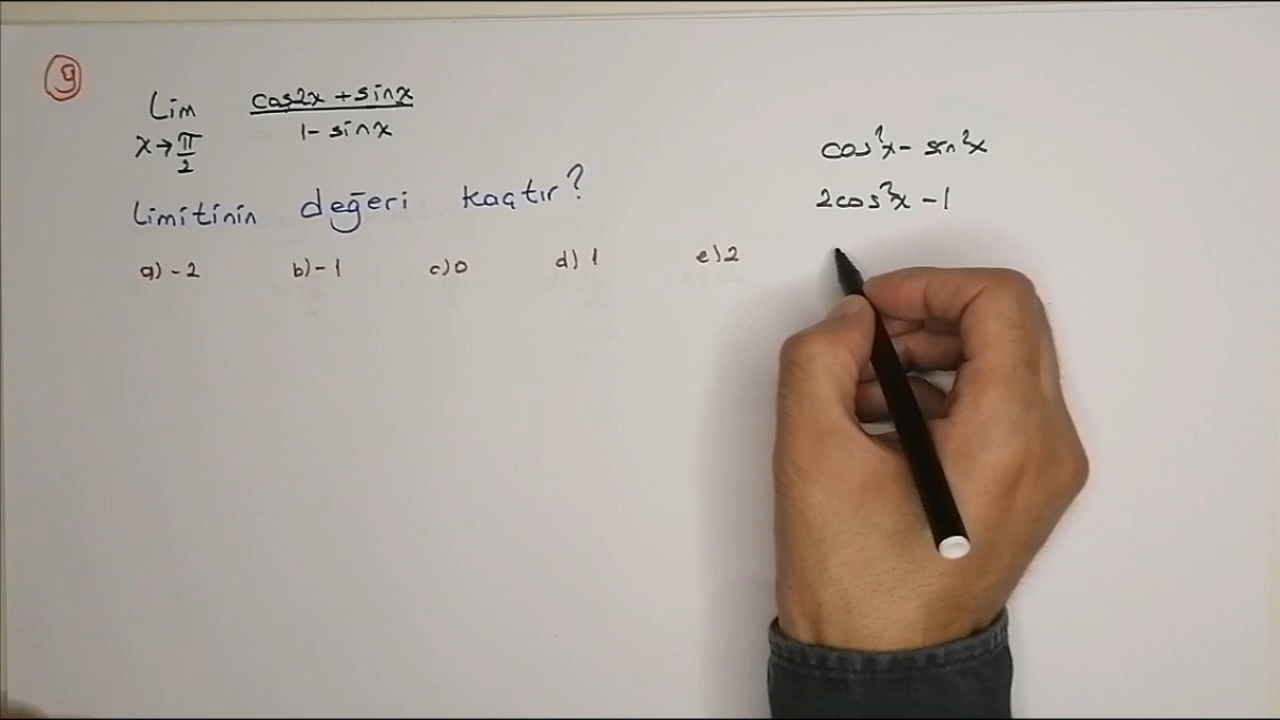 9
Lim x→π/2 (cos2x + sinx)/(1 - sinx)
Limitinin değeri kaçtır?
a) -2 b) -1 c) 0 d) 1 e) 2
cos²x - sin²x
2cos²x - 1